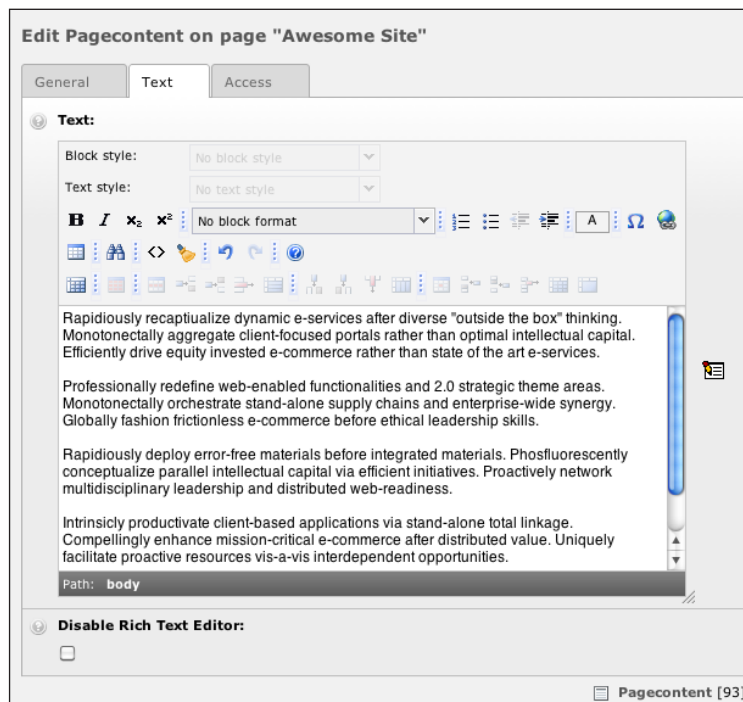 Edit Pagecontent on page "Awesome Site"
General Text Access
Text:
Block style: No block style
Text style: No text style
B I x₂ x² No block format A Ω
Rapidiously recaptiualize dynamic e-services after diverse "outside the box" thinking.
Monotonectally aggregate client-focused portals rather than optimal intellectual capital.
Efficiently drive equity invested e-commerce rather than state of the art e-services.
Professionally redefine web-enabled functionalities and 2.0 strategic theme areas.
Monotonectally orchestrate stand-alone supply chains and enterprise-wide synergy.
Globally fashion frictionless e-commerce before ethical leadership skills.
Rapidiously deploy error-free materials before integrated materials. Phosfluorescently
conceptualize parallel intellectual capital via efficient initiatives. Proactively network
multidisciplinary leadership and distributed web-readiness.
Intrinsicly productivate client-based applications via stand-alone total linkage.
Compellingly enhance mission-critical e-commerce after distributed value. Uniquely
facilitate proactive resources vis-a-vis interdependent opportunities.
Path: body
Disable Rich Text Editor:
Pagecontent [93]